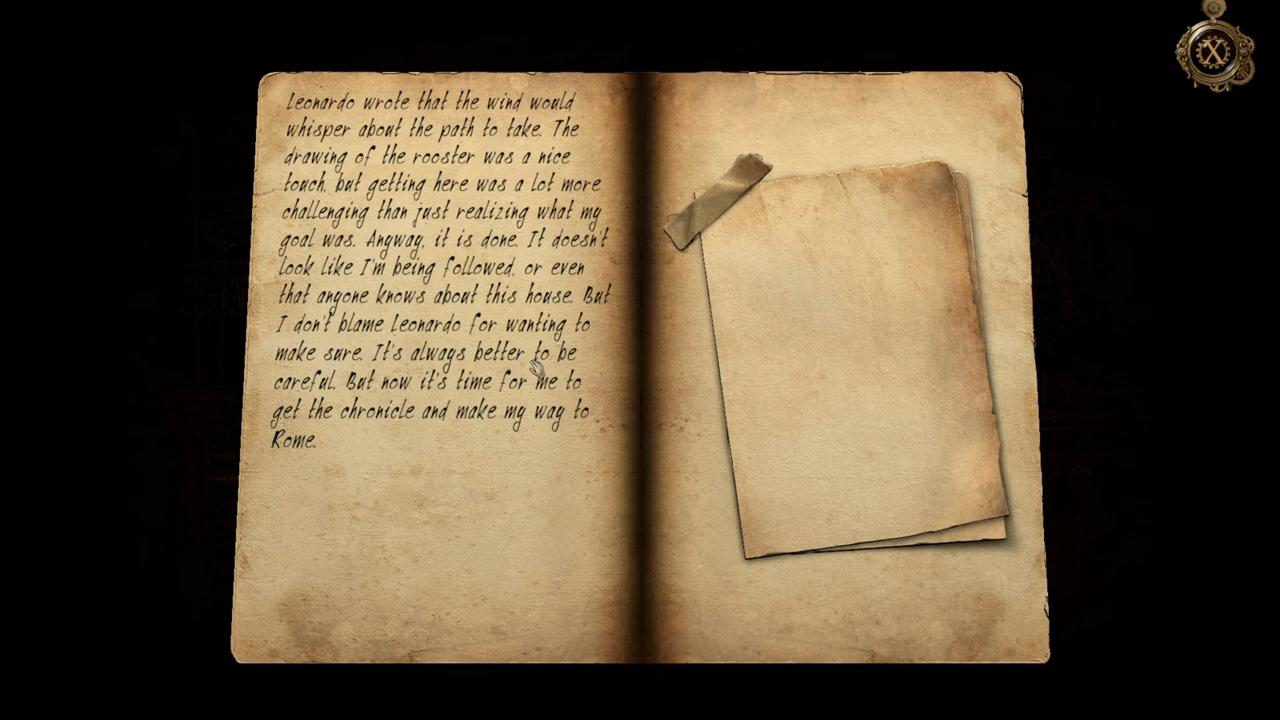 Leonardo wrote that the wind would
whisper about the path to take. The
drawing of the rooster was a nice
touch, but getting here was a lot more
challenging than just realizing what my
goal was. Anyway, it is done. It doesn't
look like I'm being followed, or even
that anyone knows about this house. But
I don't blame Leonardo for wanting to
make sure. It's always better to be
careful. But now it's time for me to
get the chronicle and make my way to
Rome.
X